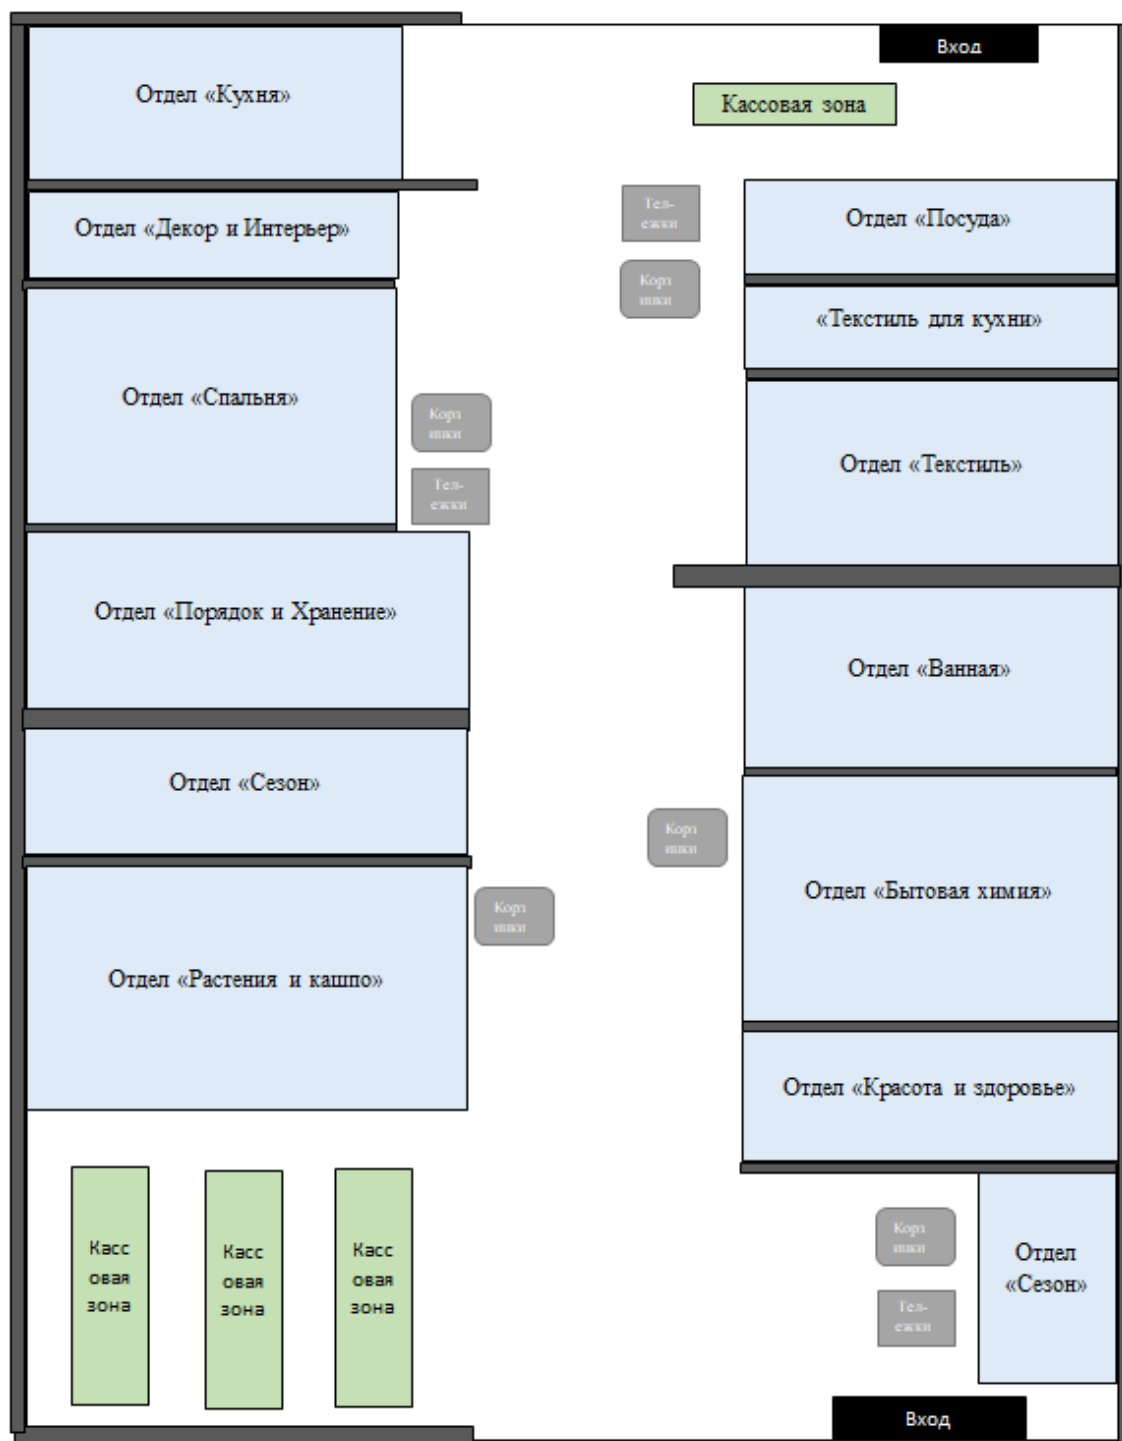 Вход
Отдел «Кухня»
Кассовая зона
Тел-
ежки
Отдел «Посуда»
Отдел «Декор и Интерьер»
Корз
инки
«Текстиль для кухни»
Отдел «Спальня»
Корз
инки
Отдел «Текстиль»
Тел-
ежки
Отдел «Порядок и Хранение»
Отдел «Ванная»
Отдел «Сезон»
Корз
инки
Отдел «Бытовая химия»
Корз
инки
Отдел «Растения и кашпо»
Отдел «Красота и здоровье»
Касс
овая
зона
Касс
овая
зона
Касс
овая
зона
Корз
инки
Отдел
«Сезон»
Тел-
ежки
Вход